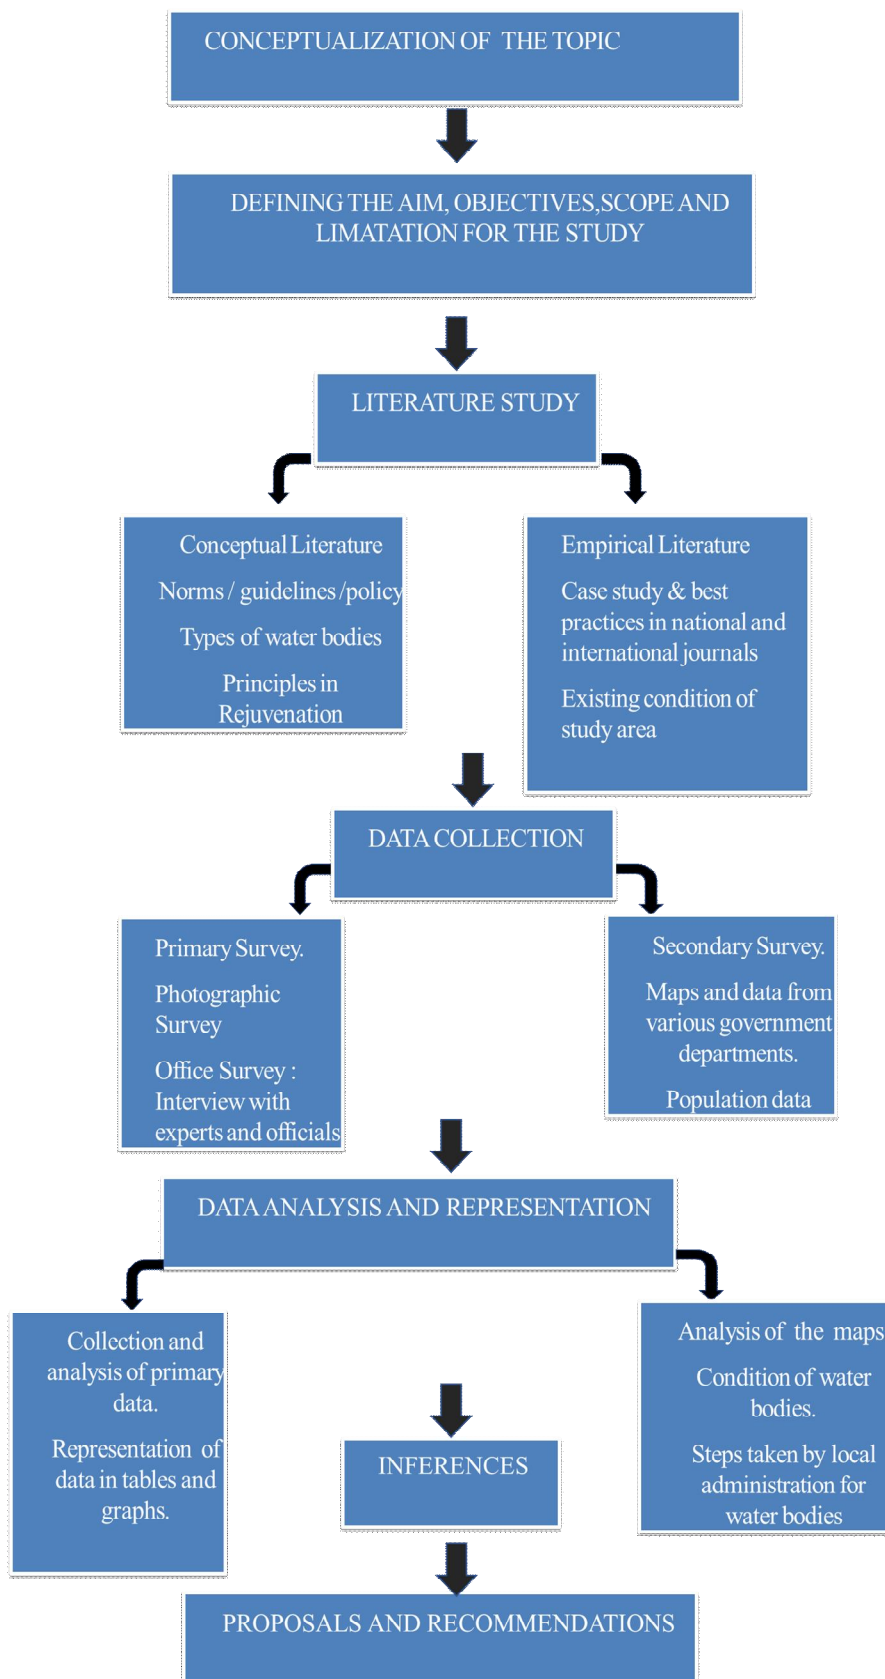 CONCEPTUALIZATION OF THE TOPIC
DEFINING THE AIM, OBJECTIVES,SCOPE AND
LIMATATION FOR THE STUDY
LITERATURE STUDY
Conceptual Literature
Norms / guidelines /policy
Types of water bodies
Principles in
Rejuvenation
Empirical Literature
Case study & best
practices in national and
international journals
Existing condition of
study area
DATA COLLECTION
Primary Survey.
Photographic
Survey
Office Survey :
Interview with
experts and officials
Secondary Survey.
Maps and data from
various government
departments.
Population data
DATA ANALYSIS AND REPRESENTATION
Collection and
analysis of primary
data.
Representation of
data in tables and
graphs.
Analysis of the maps
Condition of water
bodies.
Steps taken by local
administration for
water bodies
INFERENCES
PROPOSALS AND RECOMMENDATIONS